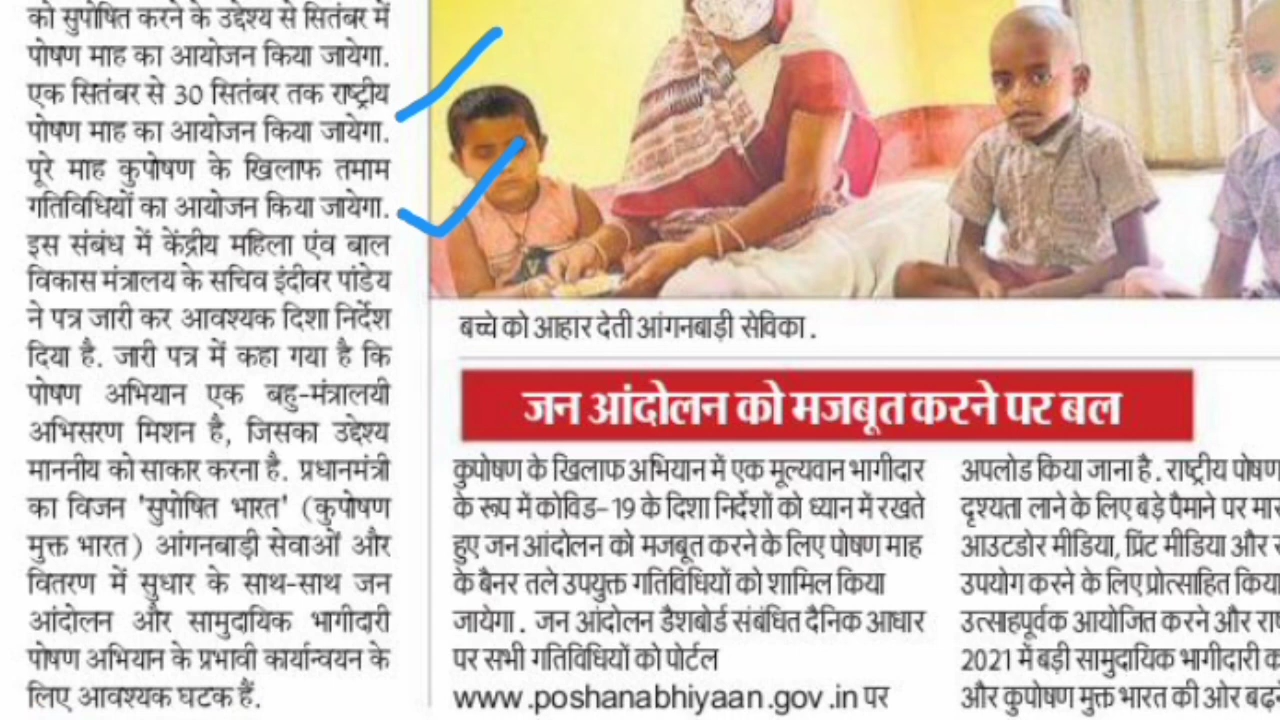 को सुपोषित करने के उद्देश्य से सितंबर में
पोषण माह का आयोजन किया जायेगा.
एक सितंबर से 30 सितंबर तक राष्ट्रीय
पोषण माह का आयोजन किया जायेगा.
पूरे माह कुपोषण के खिलाफ तमाम
गतिविधियों का आयोजन किया जायेगा.
इस संबंध में केंद्रीय महिला एंव बाल
विकास मंत्रालय के सचिव इंदीवर पांडेय
ने पत्र जारी कर आवश्यक दिशा निर्देश
दिया है. जारी पत्र में कहा गया है कि
पोषण अभियान एक बहु-मंत्रालयी
अभिसरण मिशन है, जिसका उद्देश्य
माननीय को साकार करना है. प्रधानमंत्री
का विजन 'सुपोषित भारत' (कुपोषण
मुक्त भारत) आंगनबाड़ी सेवाओं और
वितरण में सुधार के साथ-साथ जन
आंदोलन और सामुदायिक भागीदारी
पोषण अभियान के प्रभावी कार्यान्वयन के
लिए आवश्यक घटक हैं.
बच्चे को आहार देती आंगनबाड़ी सेविका.
जन आंदोलन को मजबूत करने पर बल
कुपोषण के खिलाफ अभियान में एक मूल्यवान भागीदार
के रूप में कोविड-19 के दिशा निर्देशों को ध्यान में रखते
हुए जन आंदोलन को मजबूत करने के लिए पोषण माह
के बैनर तले उपयुक्त गतिविधियों को शामिल किया
जायेगा. जन आंदोलन डैशबोर्ड संबंधित दैनिक आधार
पर सभी गतिविधियों को पोर्टल
www.poshanabhiyaan.gov.in पर
अपलोड किया जाना है. राष्ट्रीय पोषण
दृश्यता लाने के लिए बड़े पैमाने पर
आउटडोर मीडिया, प्रिंट मीडिया और
उपयोग करने के लिए प्रोत्साहित
उत्साहपूर्वक आयोजित करने और
2021 में बड़ी सामुदायिक भागीदारी
और कुपोषण मुक्त भारत की ओर